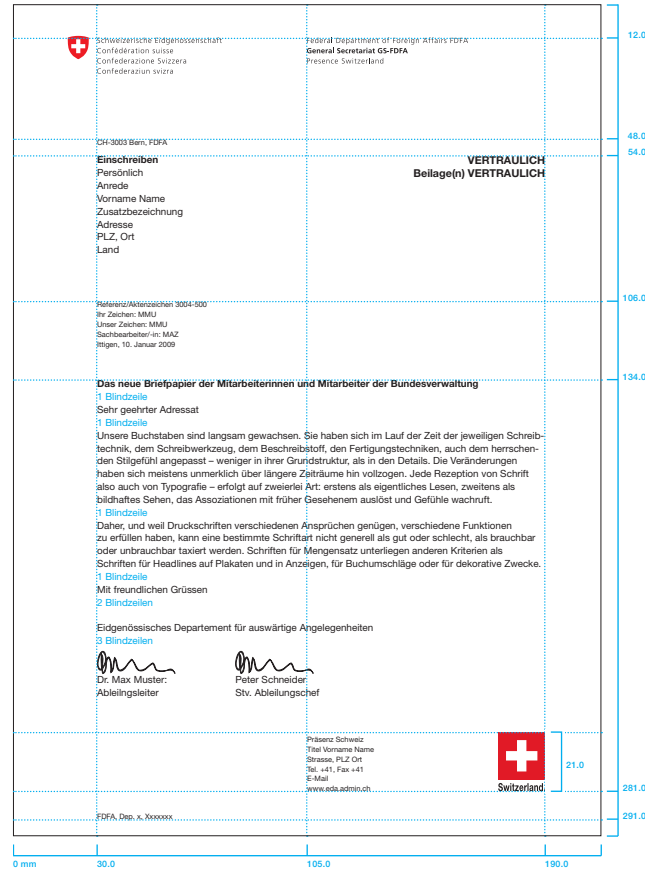 Schweizerische Eidgenossenschaft
Confédération suisse
Confederazione Svizzera
Confederaziun svizra
Federal Department of Foreign Affairs FDFA
General Secretariat GS-FDFA
Presence Switzerland
12.0
CH-3003 Bern, FDFA
48.0
54.0
Einschreiben
Persönlich
Anrede
Vorname Name
Zusatzbezeichnung
Adresse
PLZ, Ort
Land
VERTRAULICH
Beilage(n) VERTRAULICH
106.0
Referenz/Aktenzeichen 3004-500
Ihr Zeichen: MMU
Unser Zeichen: MMU
Sachbearbeiter/-in: MAZ
Ittigen, 10. Januar 2009
134.0
Das neue Briefpapier der Mitarbeiterinnen und Mitarbeiter der Bundesverwaltung
1 Blindzeile
Sehr geehrter Adressat
1 Blindzeile
Unsere Buchstaben sind langsam gewachsen. Sie haben sich im Lauf der Zeit der jeweiligen Schreib-
technik, dem Schreibwerkzeug, dem Beschreibstoff, den Fertigungstechniken, auch dem herrschen-
den Stilgefühl angepasst – weniger in ihrer Grundstruktur, als in den Details. Die Veränderungen
haben sich meistens unmerklich über längere Zeiträume hin vollzogen. Jede Rezeption von Schrift
also auch von Typografie – erfolgt auf zweierlei Art: erstens als eigentliches Lesen, zweitens als
bildhaftes Sehen, das Assoziationen mit früher Gesehenem auslöst und Gefühle wachruft.
1 Blindzeile
Daher, und weil Druckschriften verschiedenen Ansprüchen genügen, verschiedene Funktionen
zu erfüllen haben, kann eine bestimmte Schriftart nicht generell als gut oder schlecht, als brauchbar
oder unbrauchbar taxiert werden. Schriften für Mengensatz unterliegen anderen Kriterien als
Schriften für Headlines auf Plakaten und in Anzeigen, für Buchumschläge oder für dekorative Zwecke.
1 Blindzeile
Mit freundlichen Grüssen
2 Blindzeilen
Eidgenössisches Departement für auswärtige Angelegenheiten
3 Blindzeilen
Dr. Max Muster:
Ableilngsleiter
Peter Schneider
Stv. Ableilungschef
Präsenz Schweiz
Titel Vorname Name
Strasse, PLZ Ort
Tel. +41, Fax +41
E-Mail
www.eda.admin.ch
Switzerland.
21.0
281.0
FDFA, Dep. x, Xxxxxxx
291.0
0 mm
30.0
105.0
190.0